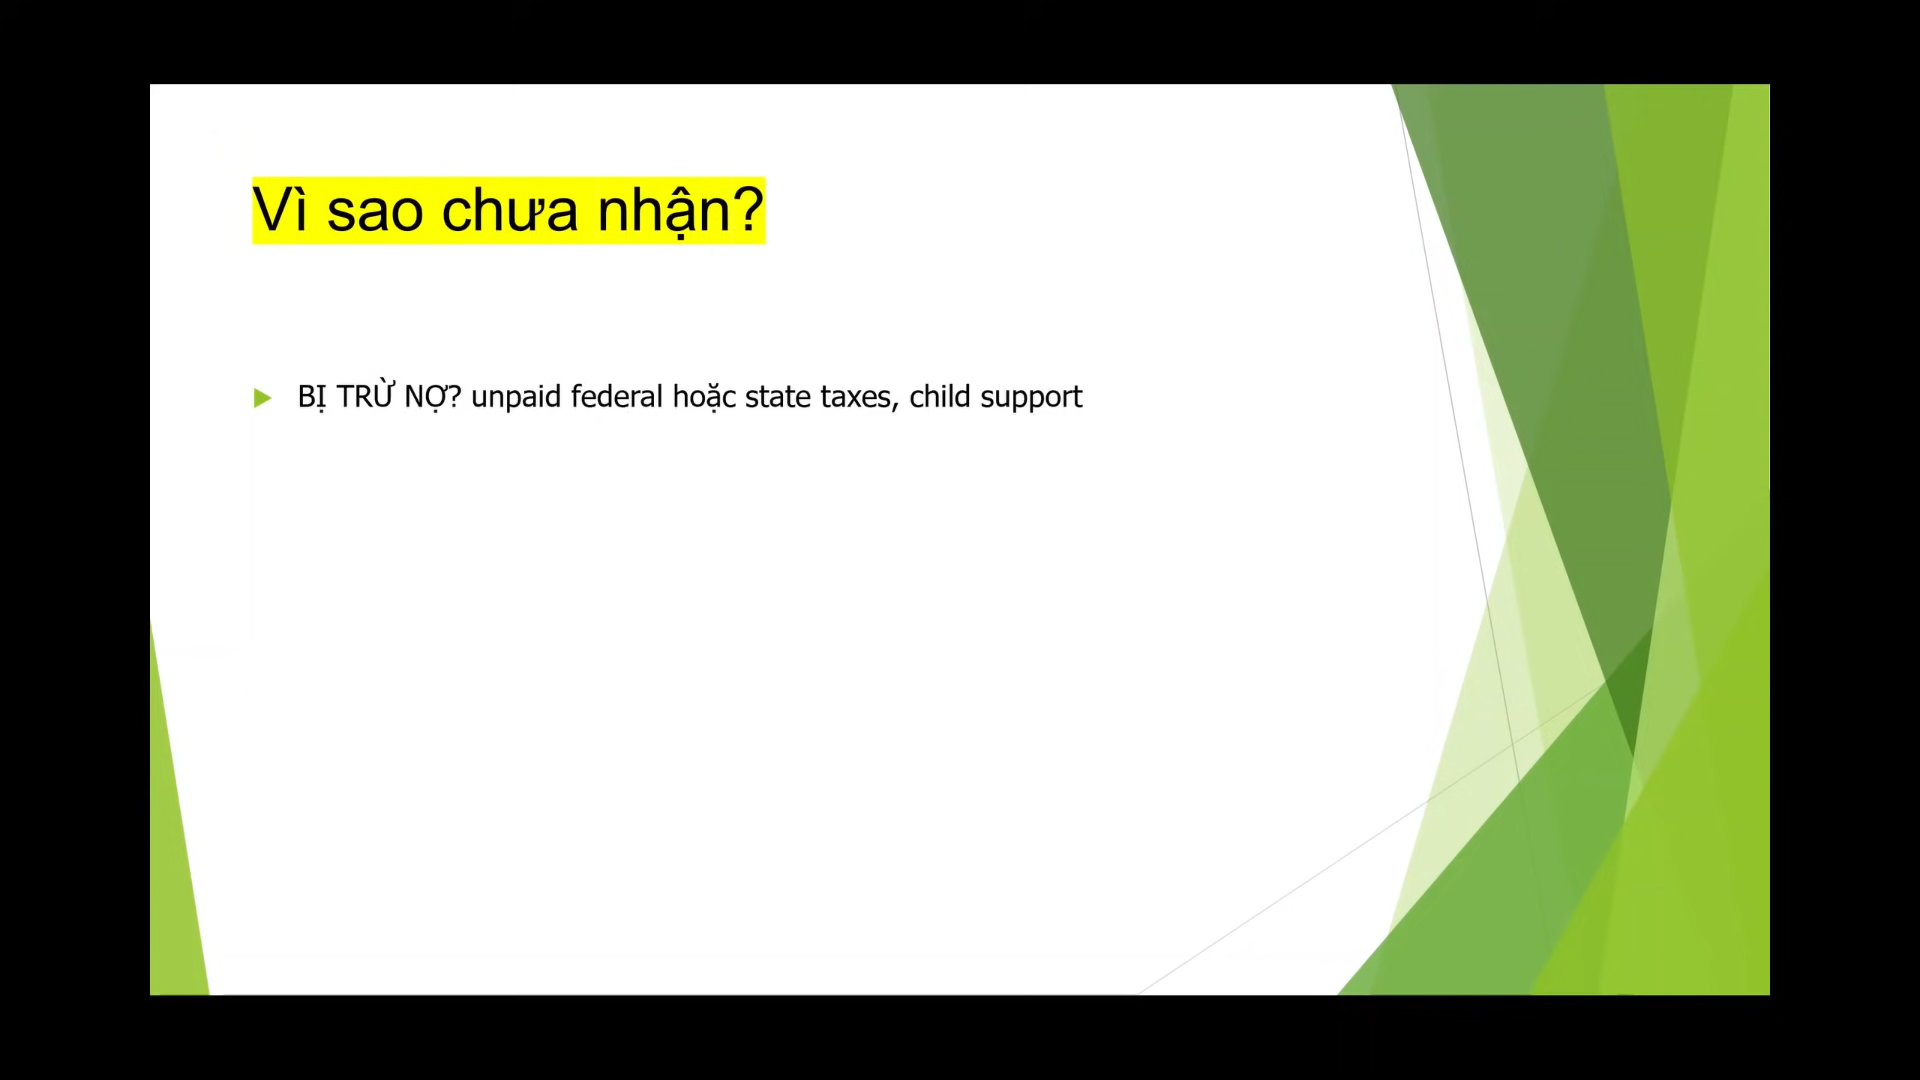 Vì sao chưa nhận?
BỊ TRỪ NỢ? unpaid federal hoặc state taxes, child support